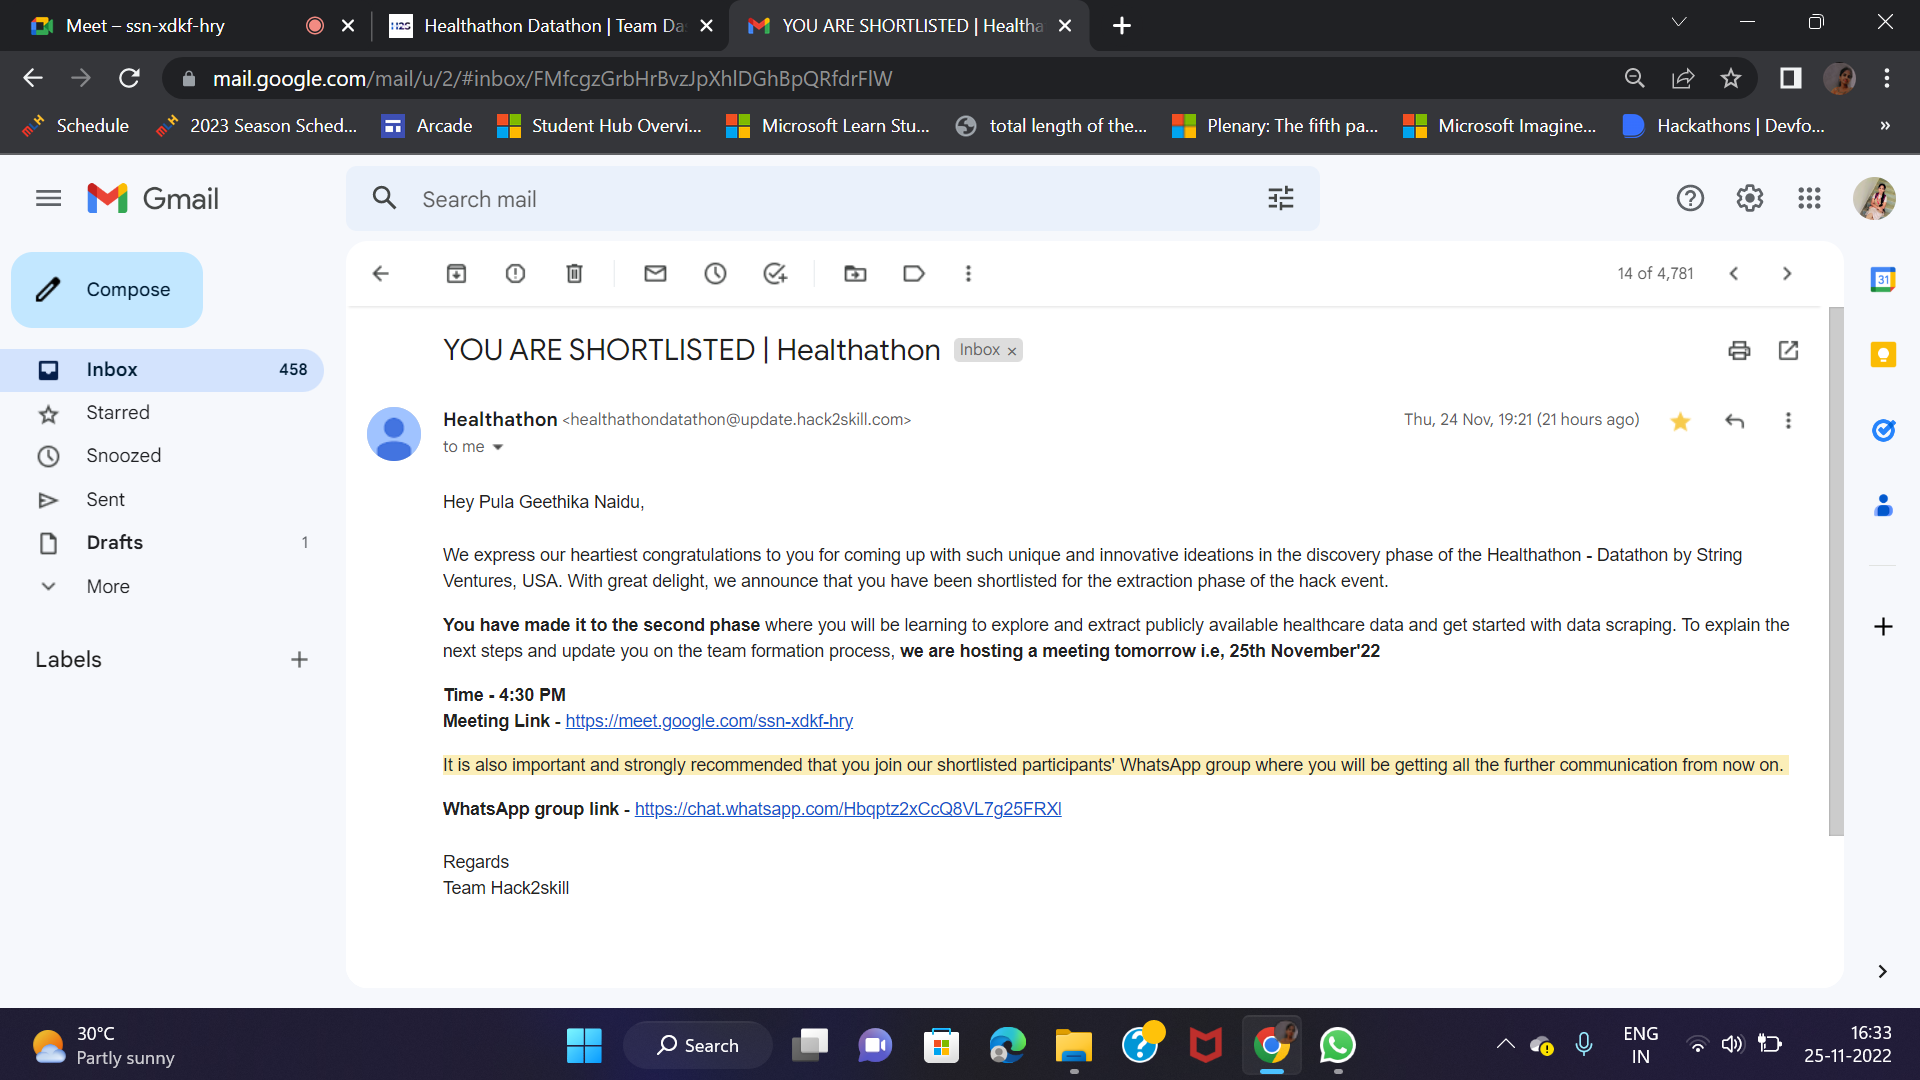 Meet – ssn-xdkf-hry
H2S Healthathon Datathon | Team Da
YOU ARE SHORTLISTED | Healtha
mail.google.com/mail/u/2/#inbox/FMfcgzGrbHrBvzJpXhlDGhBpQRfdrFlW
Schedule
2023 Season Sched...
Arcade
Student Hub Overvi...
Microsoft Learn Stu...
total length of the...
Plenary: The fifth pa...
Microsoft Imagine...
Hackathons | Devfo...
»
Gmail
Search mail
Compose
14 of 4,781
31
Inbox 458
Starred
Snoozed
Sent
Drafts 1
More
Labels
YOU ARE SHORTLISTED | Healthathon Inbox ×
Healthathon <healthathondatathon@update.hack2skill.com>
Thu, 24 Nov, 19:21 (21 hours ago)
to me
Hey Pula Geethika Naidu,
We express our heartiest congratulations to you for coming up with such unique and innovative ideations in the discovery phase of the Healthathon - Datathon by String
Ventures, USA. With great delight, we announce that you have been shortlisted for the extraction phase of the hack event.
You have made it to the second phase where you will be learning to explore and extract publicly available healthcare data and get started with data scraping. To explain the
next steps and update you on the team formation process, we are hosting a meeting tomorrow i.e, 25th November'22
Time - 4:30 PM
Meeting Link - https://meet.google.com/ssn-xdkf-hry
It is also important and strongly recommended that you join our shortlisted participants' WhatsApp group where you will be getting all the further communication from now on.
WhatsApp group link - https://chat.whatsapp.com/Hbqptz2xCcQ8VL7g25FRXl
Regards
Team Hack2skill
30°C
Partly sunny
Search
ENG
IN
16:33
25-11-2022